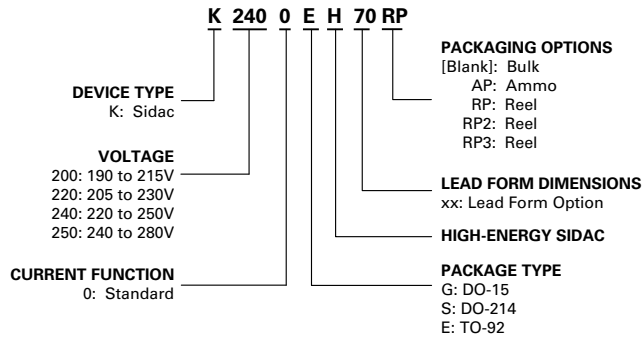 K 240 0 E H 70 RP
DEVICE TYPE
K: Sidac
VOLTAGE
200: 190 to 215V
220: 205 to 230V
240: 220 to 250V
250: 240 to 280V
CURRENT FUNCTION
0: Standard
PACKAGING OPTIONS
[Blank]: Bulk
AP: Ammo
RP: Reel
RP2: Reel
RP3: Reel
LEAD FORM DIMENSIONS
xx: Lead Form Option
HIGH-ENERGY SIDAC
PACKAGE TYPE
G: DO-15
S: DO-214
E: TO-92